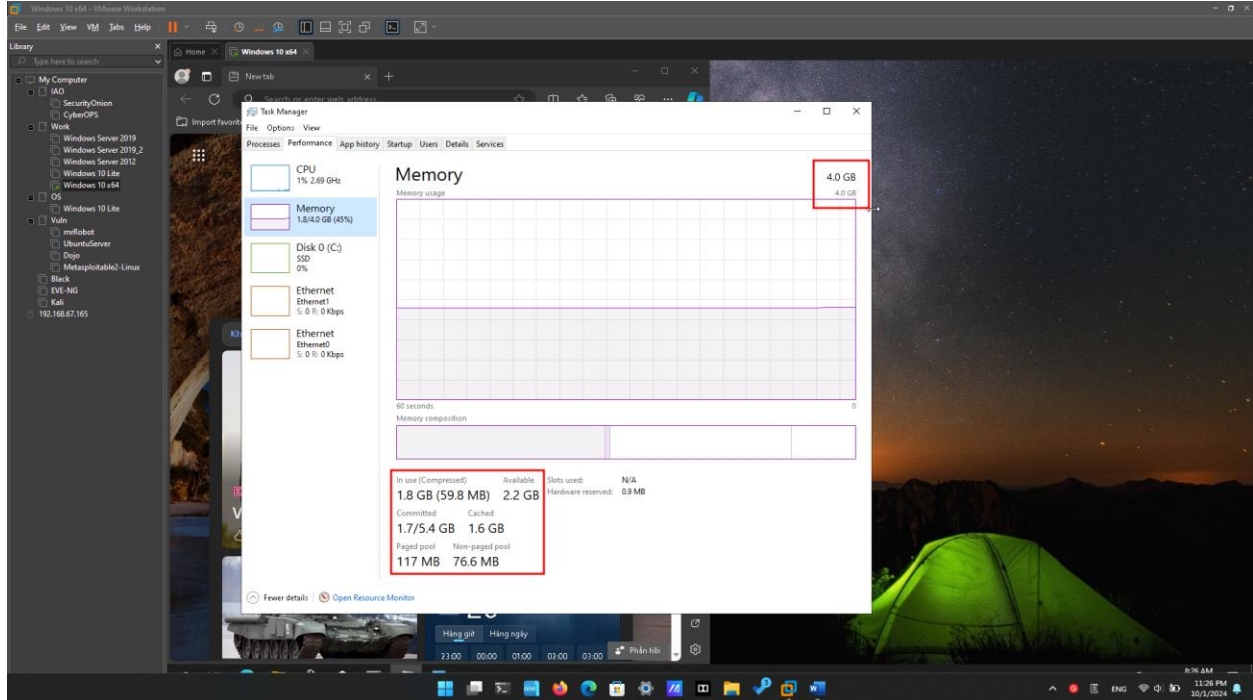 Windows 10 x64 - VMware Workstation
File Edit View VM Tabs Help
Library
Type here to search
My Computer
IAO
SecurityOnion
CyberOPS
Work
Windows Server 2019
Windows Server 2019_2
Windows Server 2012
Windows 10 Lite
Windows 10 x64
OS
Windows 10 Lite
Vuln
mrRobot
UbuntuServer
Dojo
Metasploitable2-Linux
Black
EVE-NG
Kali
192.168.67.165
Home Windows 10 x64
New tab
Search or enter web address
Import favorit
Task Manager
File Options View
Processes Performance App history Startup Users Details Services
CPU
1% 2.69 GHz
Memory
1.8/4.0 GB (45%)
Disk 0 (C:)
SSD
0%
Ethernet
Ethernet1
S: 0 R: 0 Kbps
Ethernet
Ethernet0
S: 0 R: 0 Kbps
Memory 4.0 GB
Memory usage 4.0 GB
60 seconds 0
Memory composition
In use (Compressed) Available Slots used: N/A
1.8 GB (59.8 MB) 2.2 GB Hardware reserved: 0.9 MB
Committed Cached
1.7/5.4 GB 1.6 GB
Paged pool Non-paged pool
117 MB 76.6 MB
Fewer details Open Resource Monitor
Hàng giờ Hàng ngày
23:00 00:00 01:00 02:00 03:00
Phản hồi
8:26 AM
ENG
11:26 PM
10/1/2024